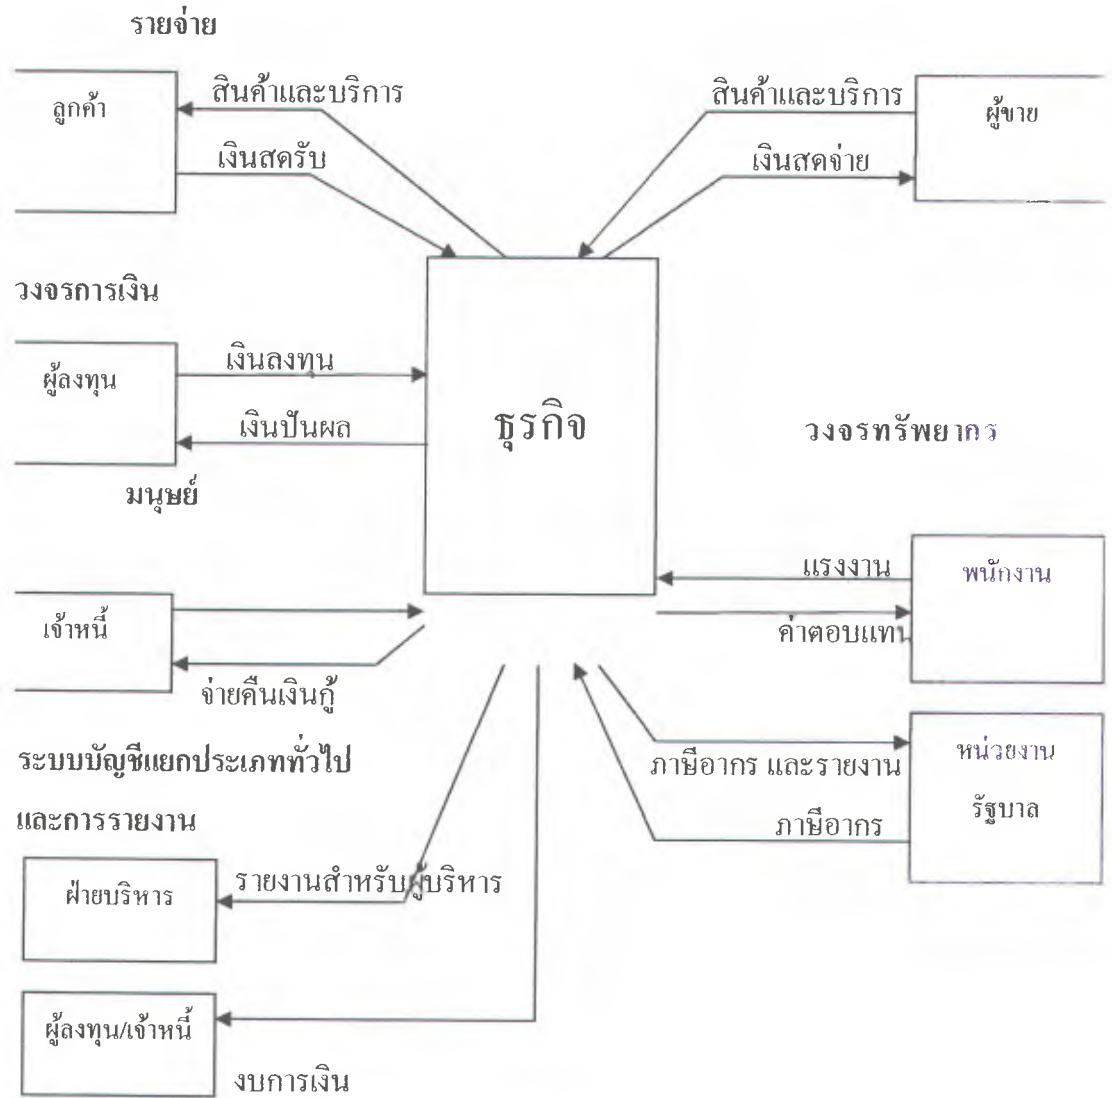 รายจ่าย
ลูกค้า
สินค้าและบริการ
เงินสดรับ
สินค้าและบริการ
เงินสดจ่าย
ผู้ขาย
วงจรการเงิน
ผู้ลงทุน
เงินลงทุน
เงินปันผล
ธุรกิจ
วงจรทรัพยากร
มนุษย์
แรงงาน
พนักงาน
ค่าตอบแทน
เจ้าหนี้
จ่ายคืนเงินกู้
ระบบบัญชีแยกประเภททั่วไป
และการรายงาน
ภาษีอากร และรายงาน
ภาษีอากร
หน่วยงาน
รัฐบาล
ฝ่ายบริหาร
รายงานสำหรับผู้บริหาร
ผู้ลงทุน/เจ้าหนี้
งบการเงิน